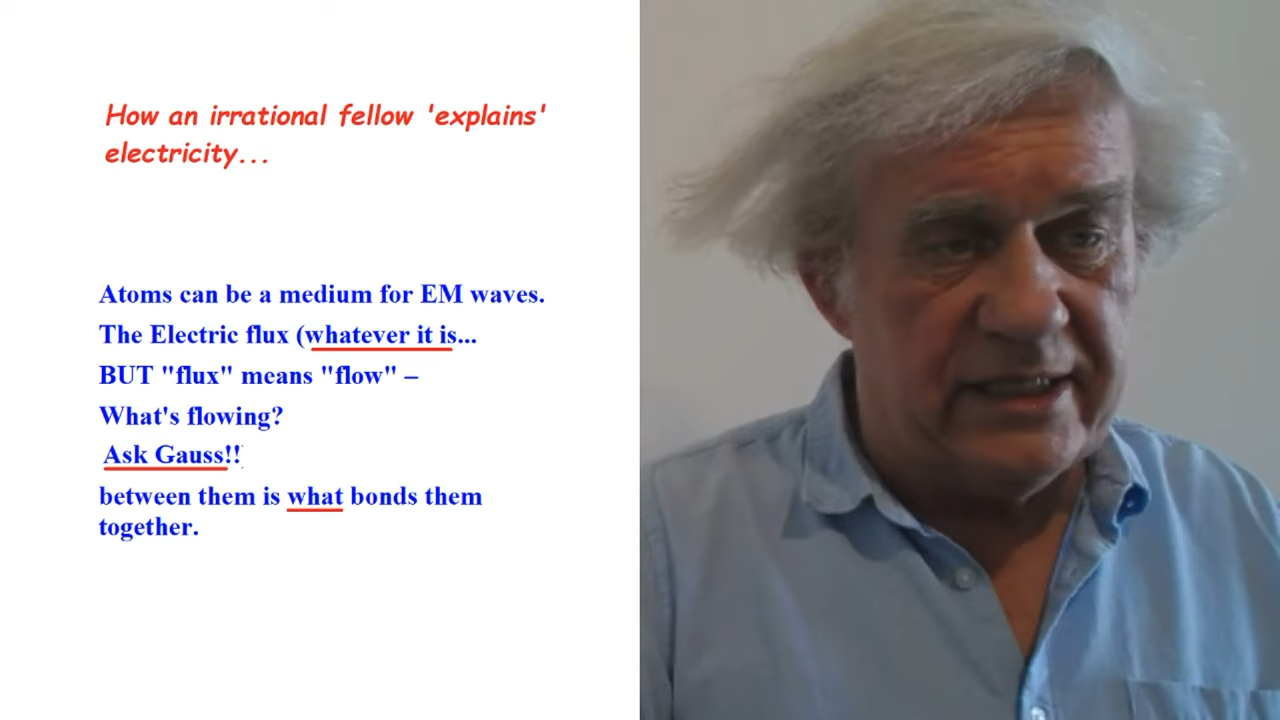 How an irrational fellow 'explains'
electricity...
Atoms can be a medium for EM waves.
The Electric flux (whatever it is...
BUT "flux" means "flow" –
What's flowing?
Ask Gauss!!
between them is what bonds them
together.